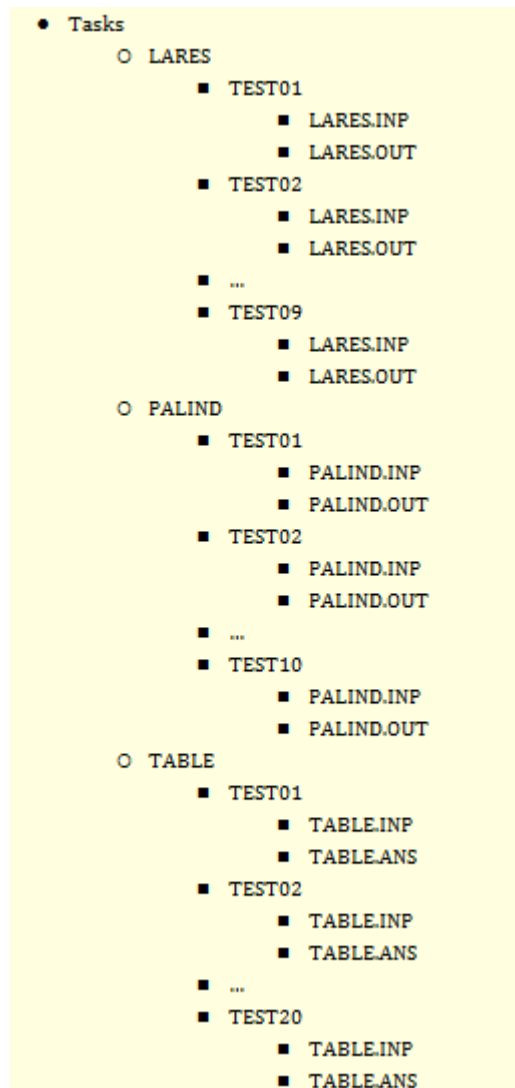 Tasks
LARES
TEST01
LARES.INP
LARES.OUT
TEST02
LARES.INP
LARES.OUT
...
TEST09
LARES.INP
LARES.OUT
PALIND
TEST01
PALIND.INP
PALIND.OUT
TEST02
PALIND.INP
PALIND.OUT
...
TEST10
PALIND.INP
PALIND.OUT
TABLE
TEST01
TABLE.INP
TABLE.ANS
TEST02
TABLE.INP
TABLE.ANS
...
TEST20
TABLE.INP
TABLE.ANS